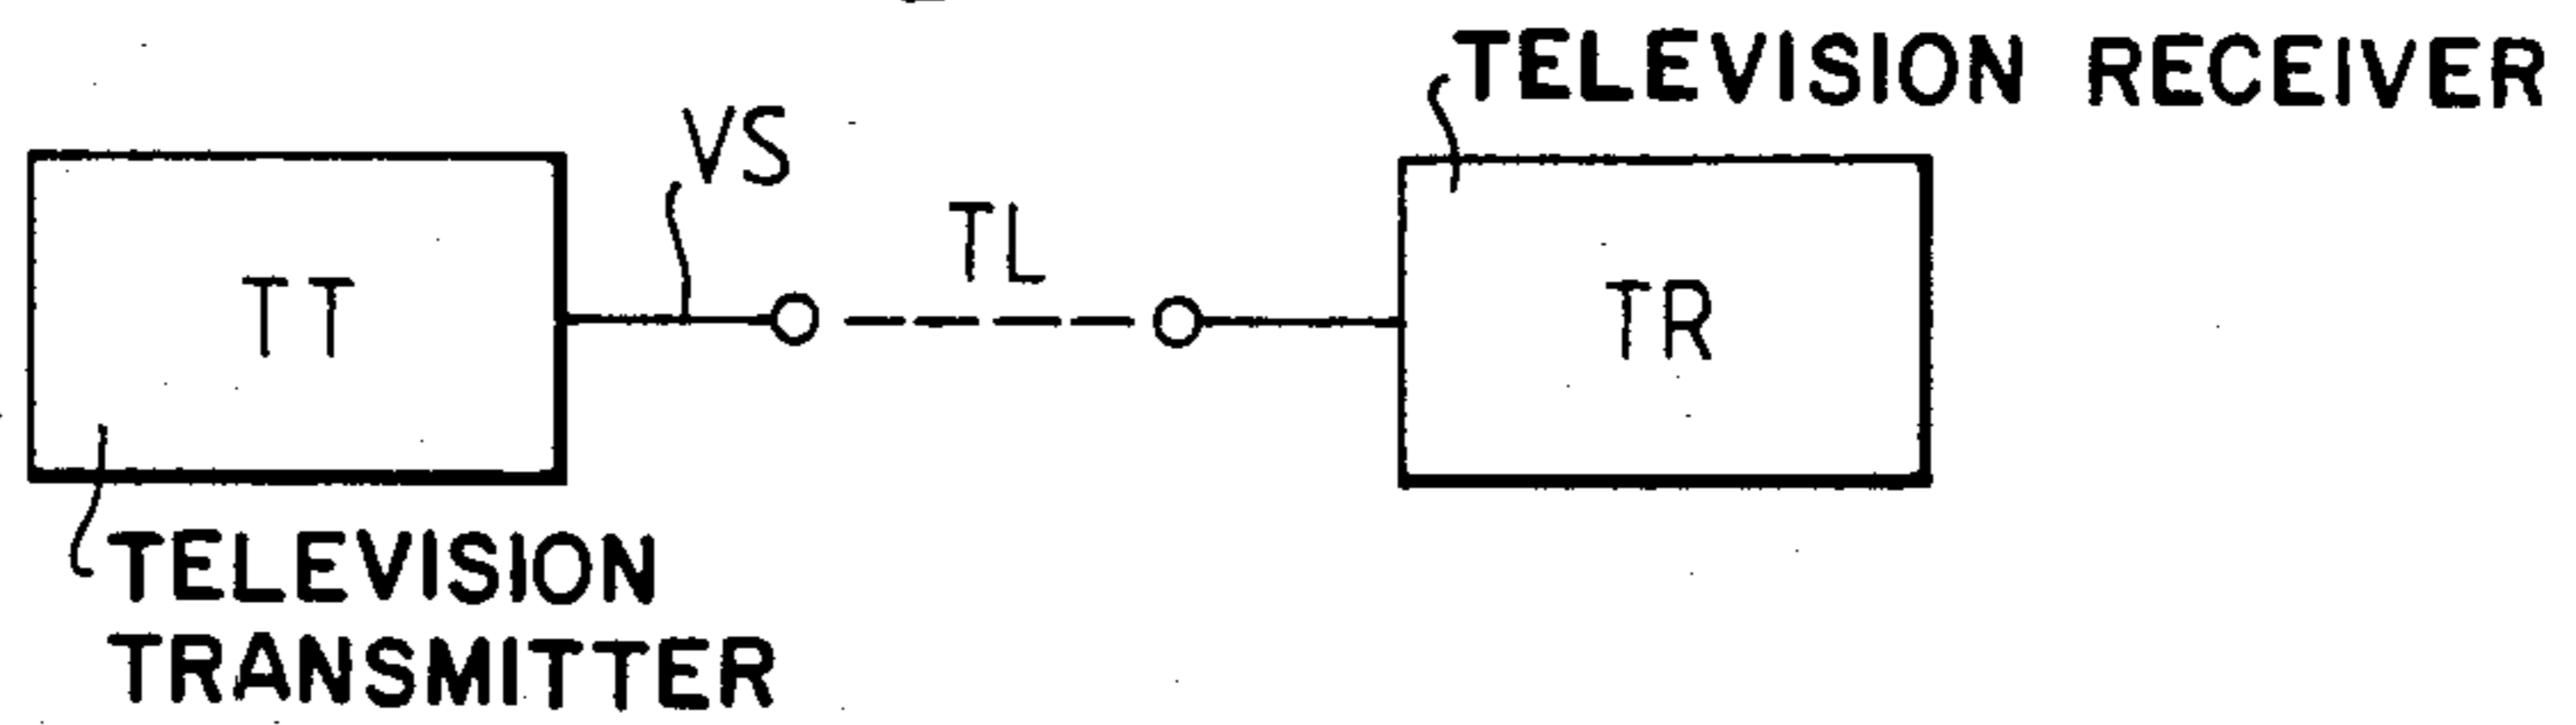 TELEVISION RECEIVER
VS
TL
TT
TR
TELEVISION
TRANSMITTER